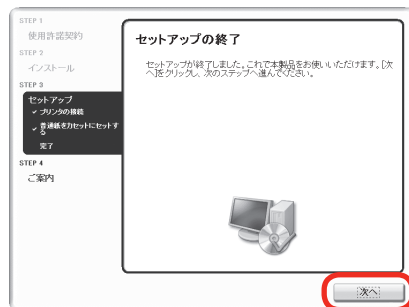 STEP 1
使用許諾契約
STEP 2
インストール
STEP 3
セットアップ
✓ プリンタの接続
✓ 普通紙をカセットにセットす
る
完了
STEP 4
ご案内
セットアップの終了
セットアップが終了しました。これで本製品をお使いいただけます。[次
へ]をクリックし、次のステップへ進んでください。
次へ